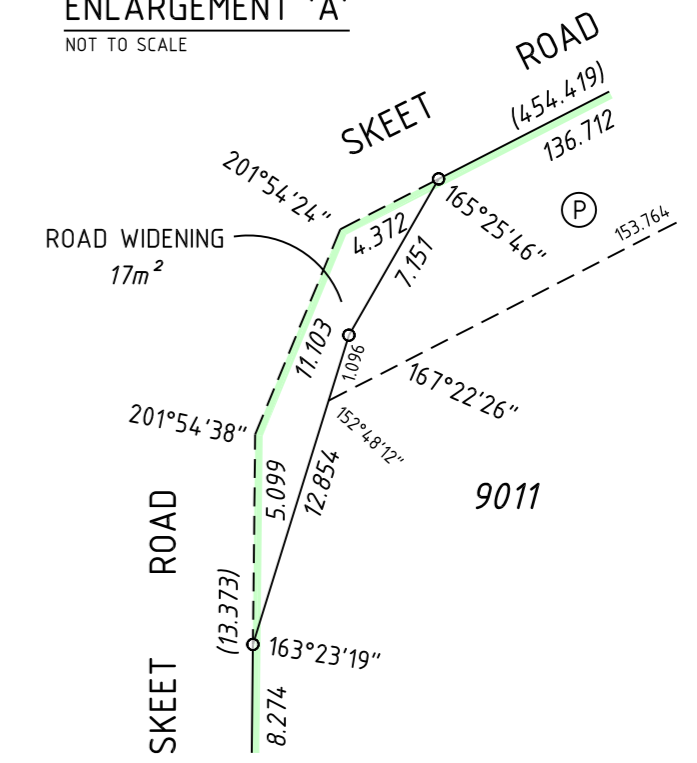 ENLARGEMENT 'A'
NOT TO SCALE
SKEET ROAD
(454.419)
136.712
201°54'24"
165°25'46"
P
ROAD WIDENING
17m²
4.372
7.151
153.764
11.103
1.096
167°22'26"
201°54'38"
152°48'12"
5.099
12.854
9011
SKEET ROAD
(13.373)
163°23'19"
8.274